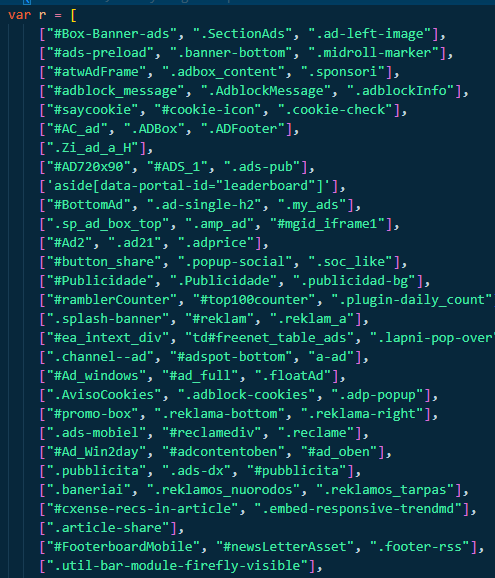 var r = [
["#Box-Banner-ads", ".SectionAds", ".ad-left-image"],
["#ads-preload", ".banner-bottom", ".midroll-marker"],
["#atwAdFrame", ".adbox_content", ".sponsori"],
["#adblock_message", ".AdblockMessage", ".adblockInfo"],
["#saycookie", "#cookie-icon", ".cookie-check"],
["#AC_ad", ".ADBox", ".ADFooter"],
[".Zi_ad_a_H"],
["#AD720x90", "#ADS_1", ".ads-pub"],
['aside[data-portal-id="leaderboard"]'],
["#BottomAd", ".ad-single-h2", ".my_ads"],
[".sp_ad_box_top", ".amp_ad", "#mgid_iframe1"],
["#Ad2", ".ad21", ".adprice"],
["#button_share", ".popup-social", ".soc_like"],
["#Publicidade", ".Publicidade", ".publicidad-bg"],
["#ramblerCounter", "#top100counter", ".plugin-daily_count"
[".splash-banner", "#reklam", ".reklam_a"],
["#ea_intext_div", "td#freenet_table_ads", ".lapni-pop-over"
[".channel--ad", "#adspot-bottom", "a-ad"],
["#Ad_windows", "#ad_full", ".floatAd"],
[".AvisoCookies", ".adblock-cookies", ".adp-popup"],
["#promo-box", ".reklama-bottom", ".reklama-right"],
[".ads-mobiel", "#reclamediv", ".reclame"],
["#Ad_Win2day", "#adcontentoben", "#ad_oben"],
[".pubblicita", ".ads-dx", "#pubblicita"],
[".baneriai", ".reklamos_nuorodos", ".reklamos_tarpas"],
["#cxense-recs-in-article", ".embed-responsive-trendmd"],
[".article-share"],
["#FooterboardMobile", "#newsLetterAsset", ".footer-rss"],
[".util-bar-module-firefly-visible"],